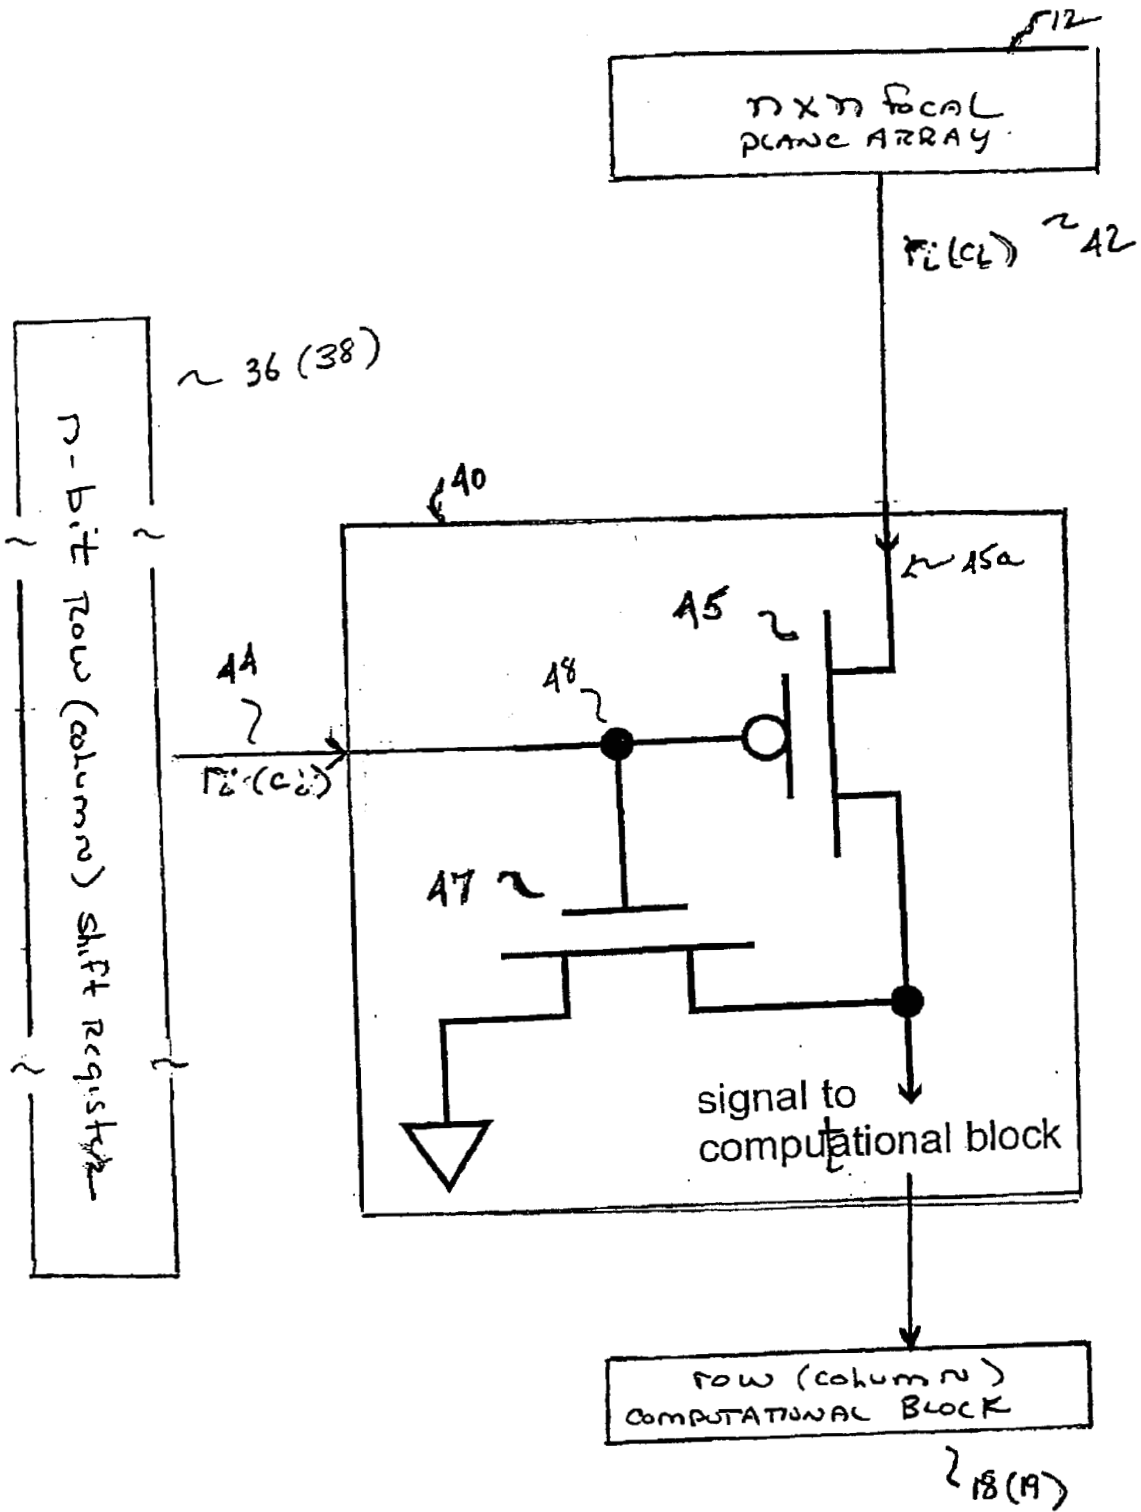 12
n x n FOCAL
PLANE ARRAY
ri(ci)
42
36 (38)
n-bit Row (column) shift Register
40
45a
45
44
48
ri(ci)
47
signal to
computational block
row (column)
COMPUTATIONAL BLOCK
18(19)